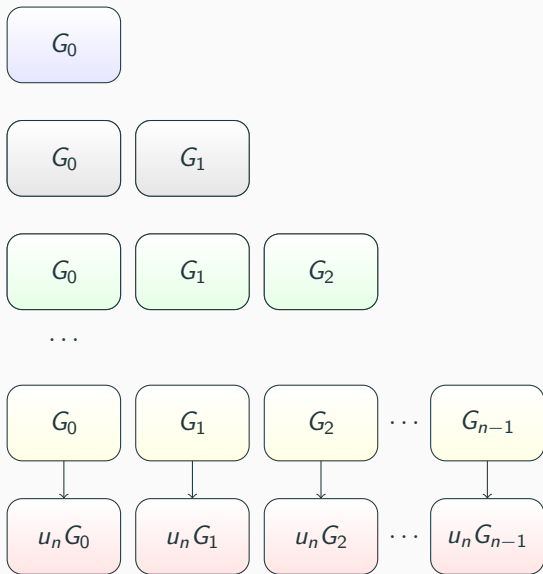 G₀
G₀ G₁
G₀ G₁ G₂
...
G₀ G₁ G₂ ... Gₙ₋₁
uₙG₀ uₙG₁ uₙG₂ ... uₙGₙ₋₁